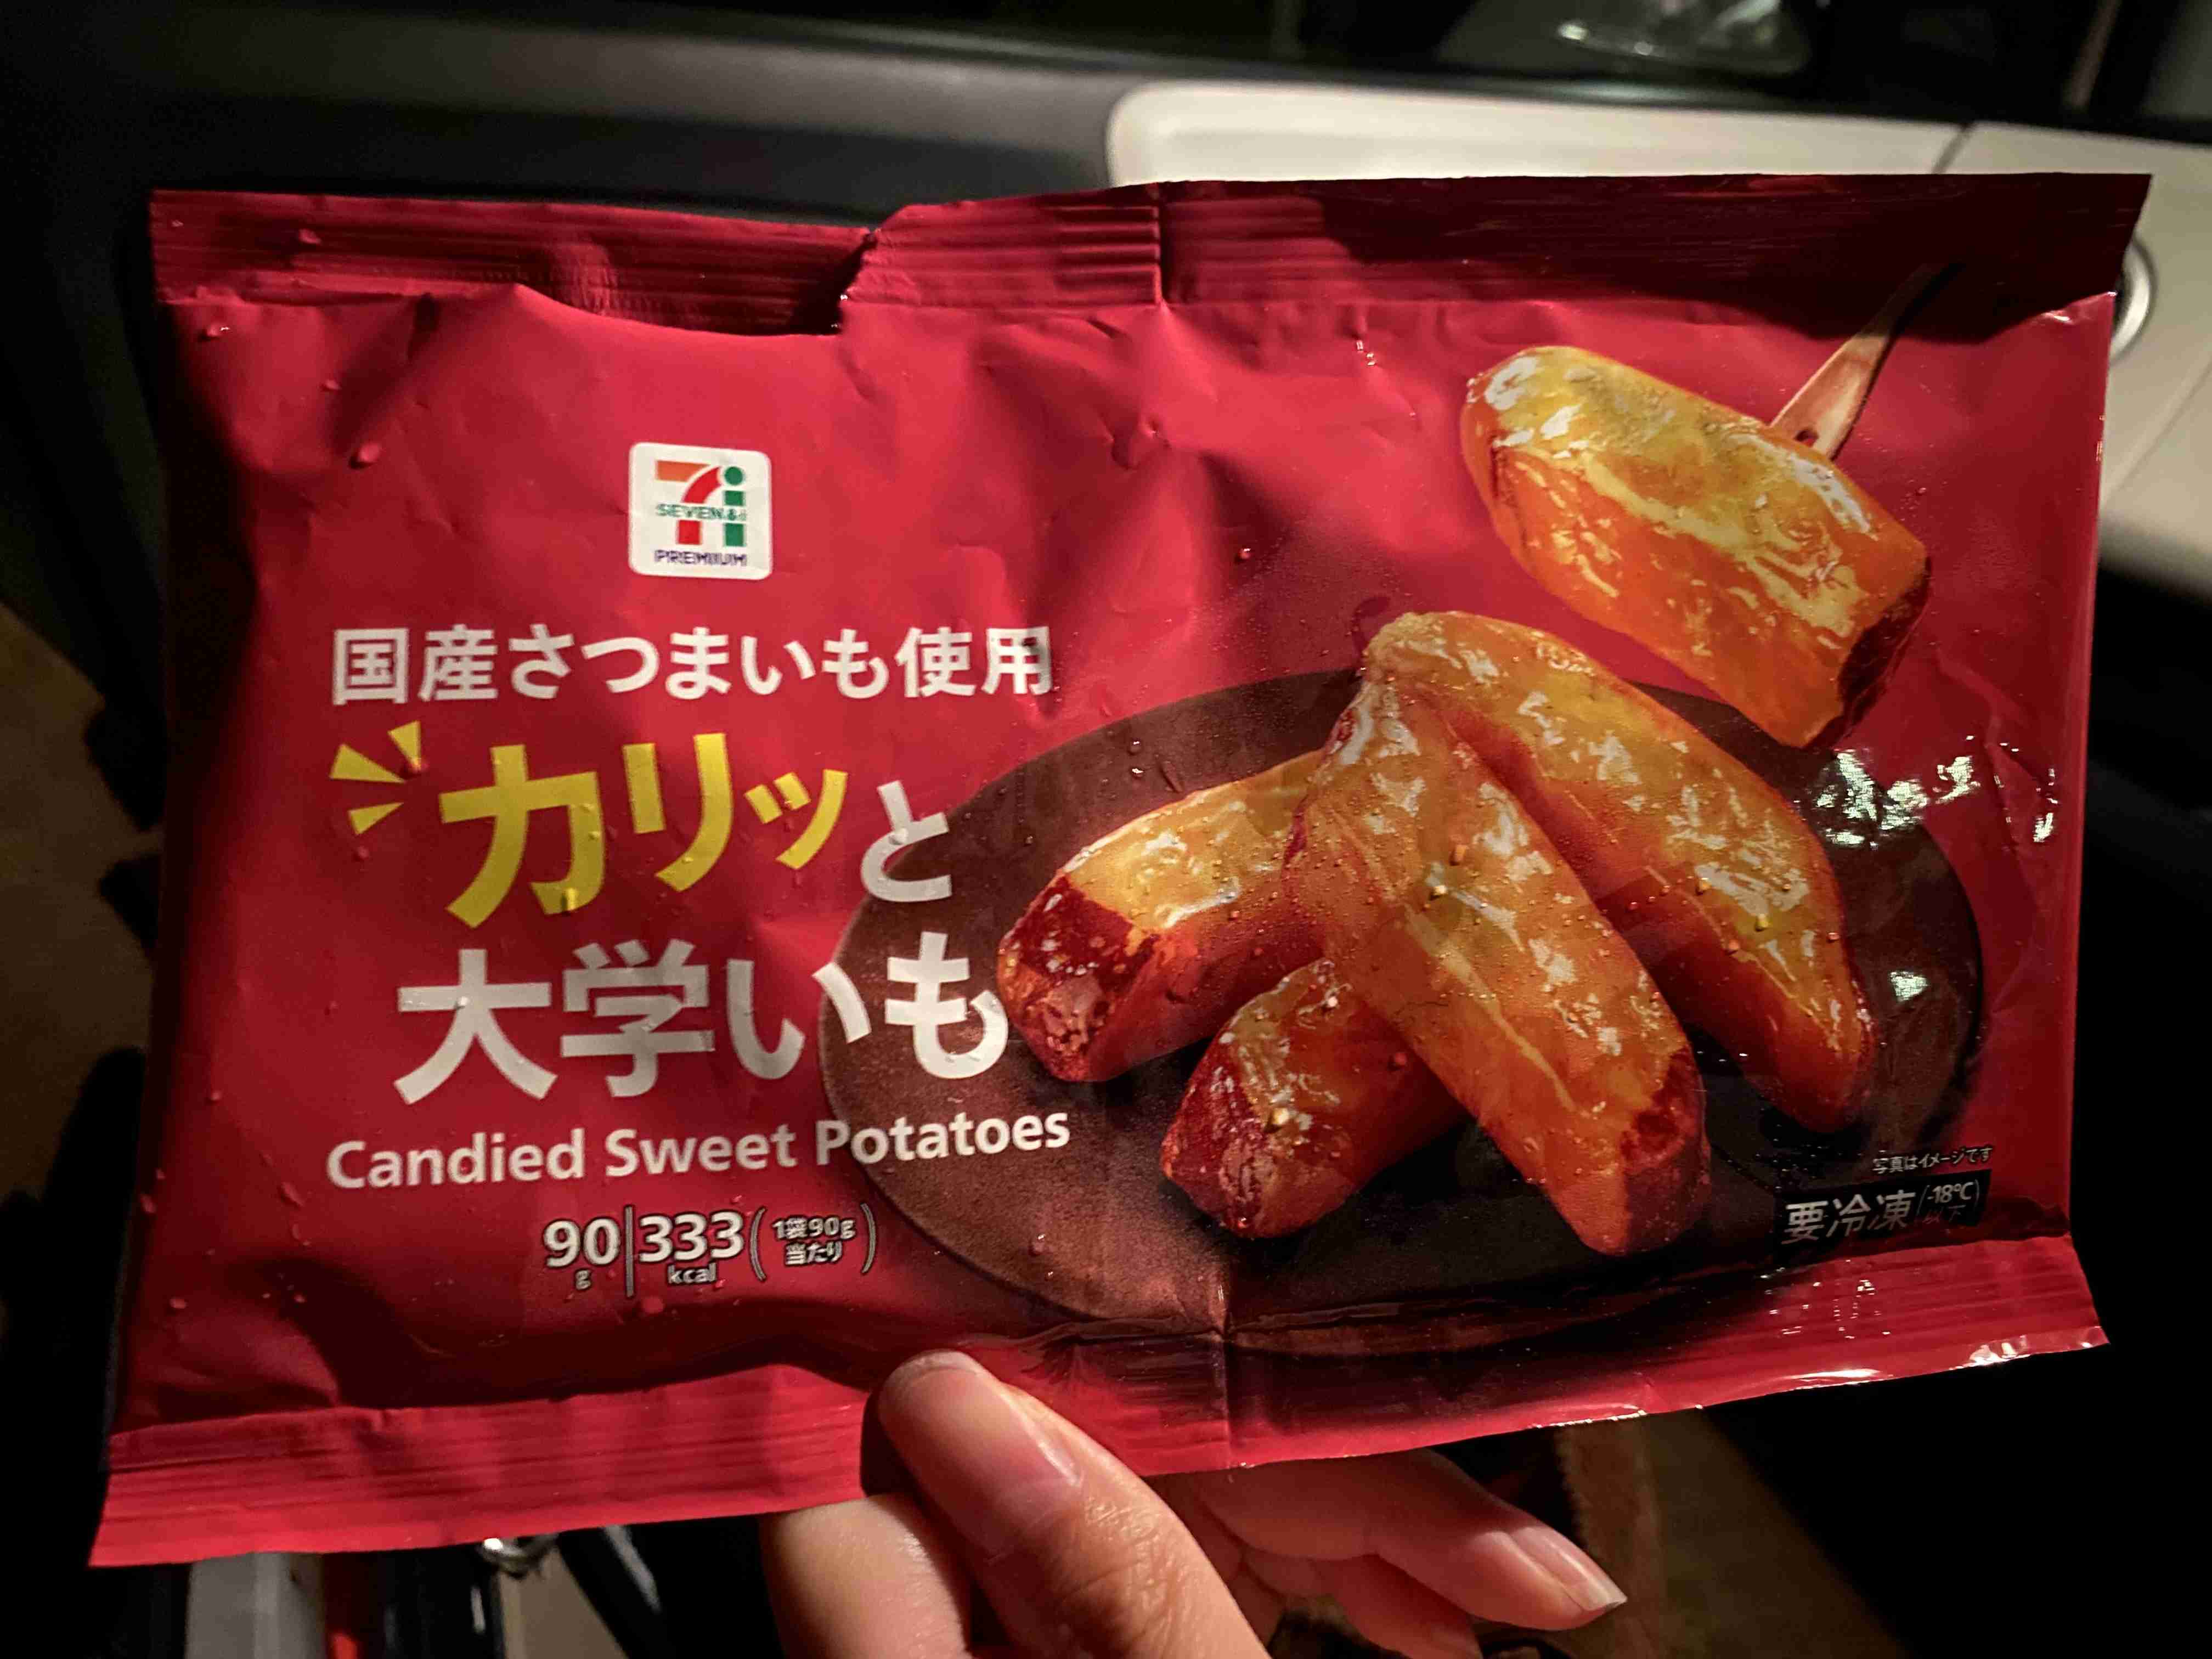 SEVEN&i
PREMIUM
国産さつまいも使用
カリッと
大学いも
Candied Sweet Potatoes
90g 333kcal (1袋90g当たり)
写真はイメージです
要冷凍(-18℃以下)